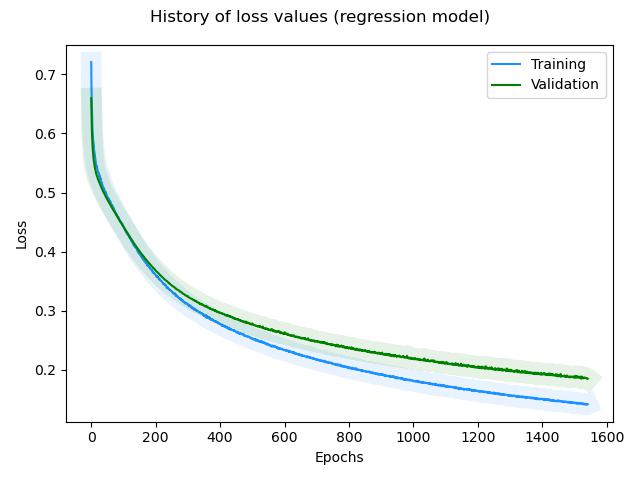 History of loss values (regression model)
Training
Validation
0.7
0.6
0.5
0.4
0.3
0.2
Loss
0 200 400 600 800 1000 1200 1400 1600
Epochs